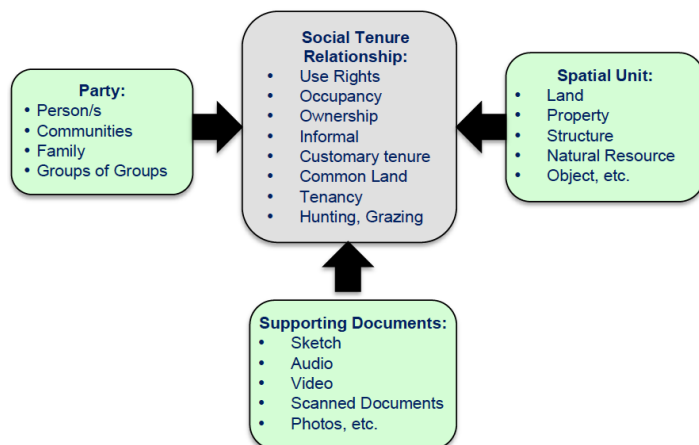 Party:
• Person/s
• Communities
• Family
• Groups of Groups
Social Tenure
Relationship:
• Use Rights
• Occupancy
• Ownership
• Informal
• Customary tenure
• Common Land
• Tenancy
• Hunting, Grazing
Spatial Unit:
• Land
• Property
• Structure
• Natural Resource
• Object, etc.
Supporting Documents:
• Sketch
• Audio
• Video
• Scanned Documents
• Photos, etc.